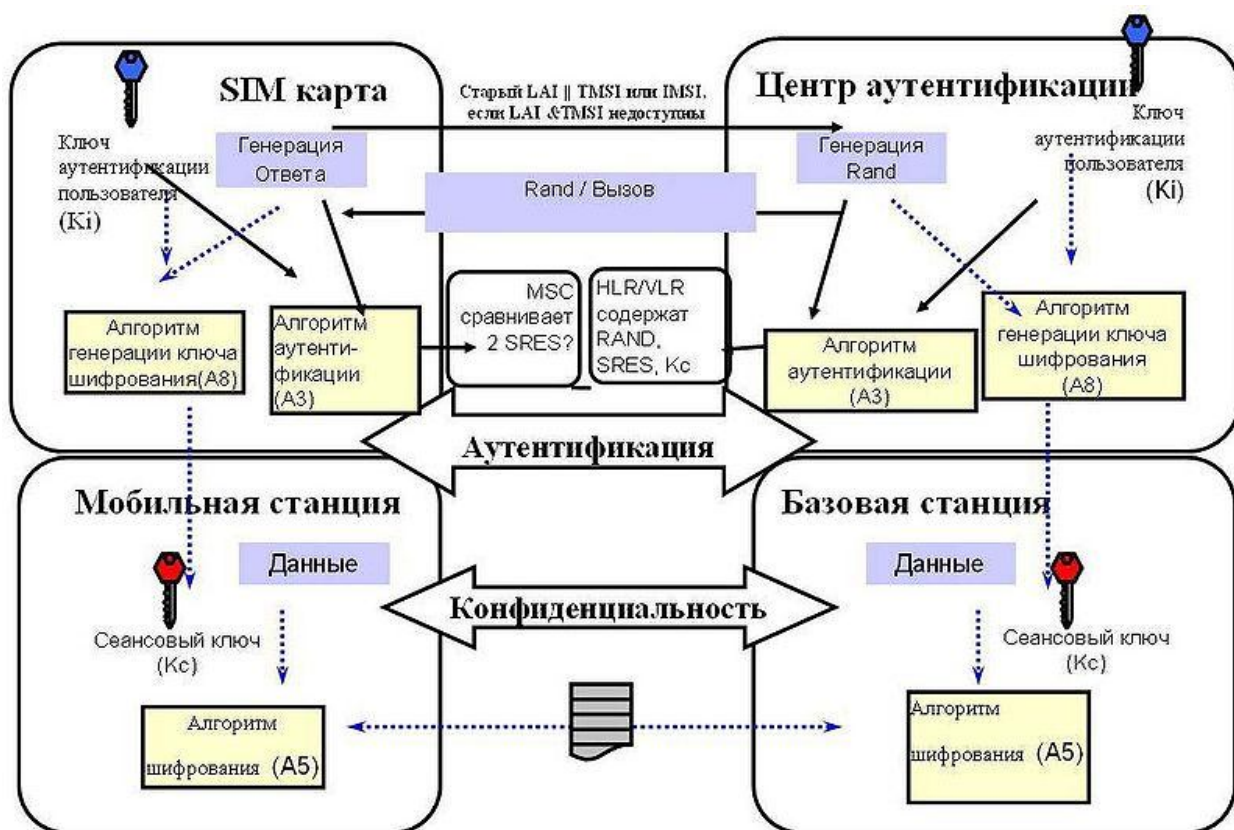 SIM карта
Центр аутентификации
Старый LAI || TMSI или IMSI,
если LAI &TMSI недоступны
Ключ
аутентификации
пользователя
(Ki)
Генерация
Ответа
Rand / Вызов
Генерация
Rand
Ключ
аутентификации
пользователя
(Ki)
Алгоритм
генерации ключа
шифрования(A8)
Алгоритм
аутенти-
фикации
(A3)
MSC
сравнивает
2 SRES?
HLR/VLR
содержат
RAND,
SRES, Kc
Алгоритм
аутентификации
(A3)
Алгоритм
генерации ключа
шифрования
(A8)
Аутентификация
Мобильная станция
Базовая станция
Данные
Данные
Конфиденциальность
Сеансовый ключ
(Kc)
Сеансовый ключ
(Kc)
Алгоритм
шифрования (A5)
Алгоритм
шифрования (A5)